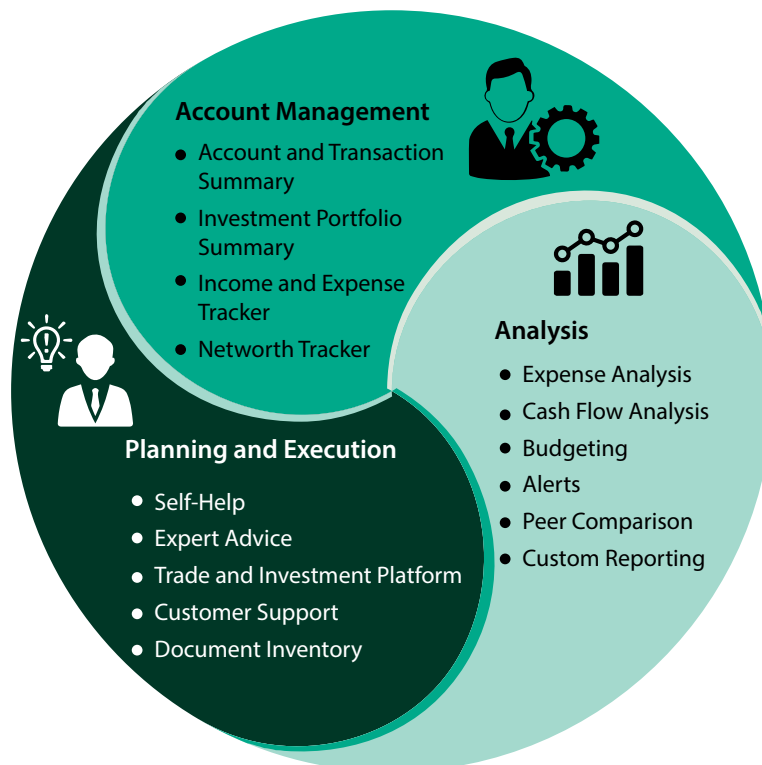 Account Management
• Account and Transaction
Summary
• Investment Portfolio
Summary
• Income and Expense
Tracker
• Networth Tracker
Analysis
• Expense Analysis
• Cash Flow Analysis
• Budgeting
• Alerts
• Peer Comparison
• Custom Reporting
Planning and Execution
• Self-Help
• Expert Advice
• Trade and Investment Platform
• Customer Support
• Document Inventory